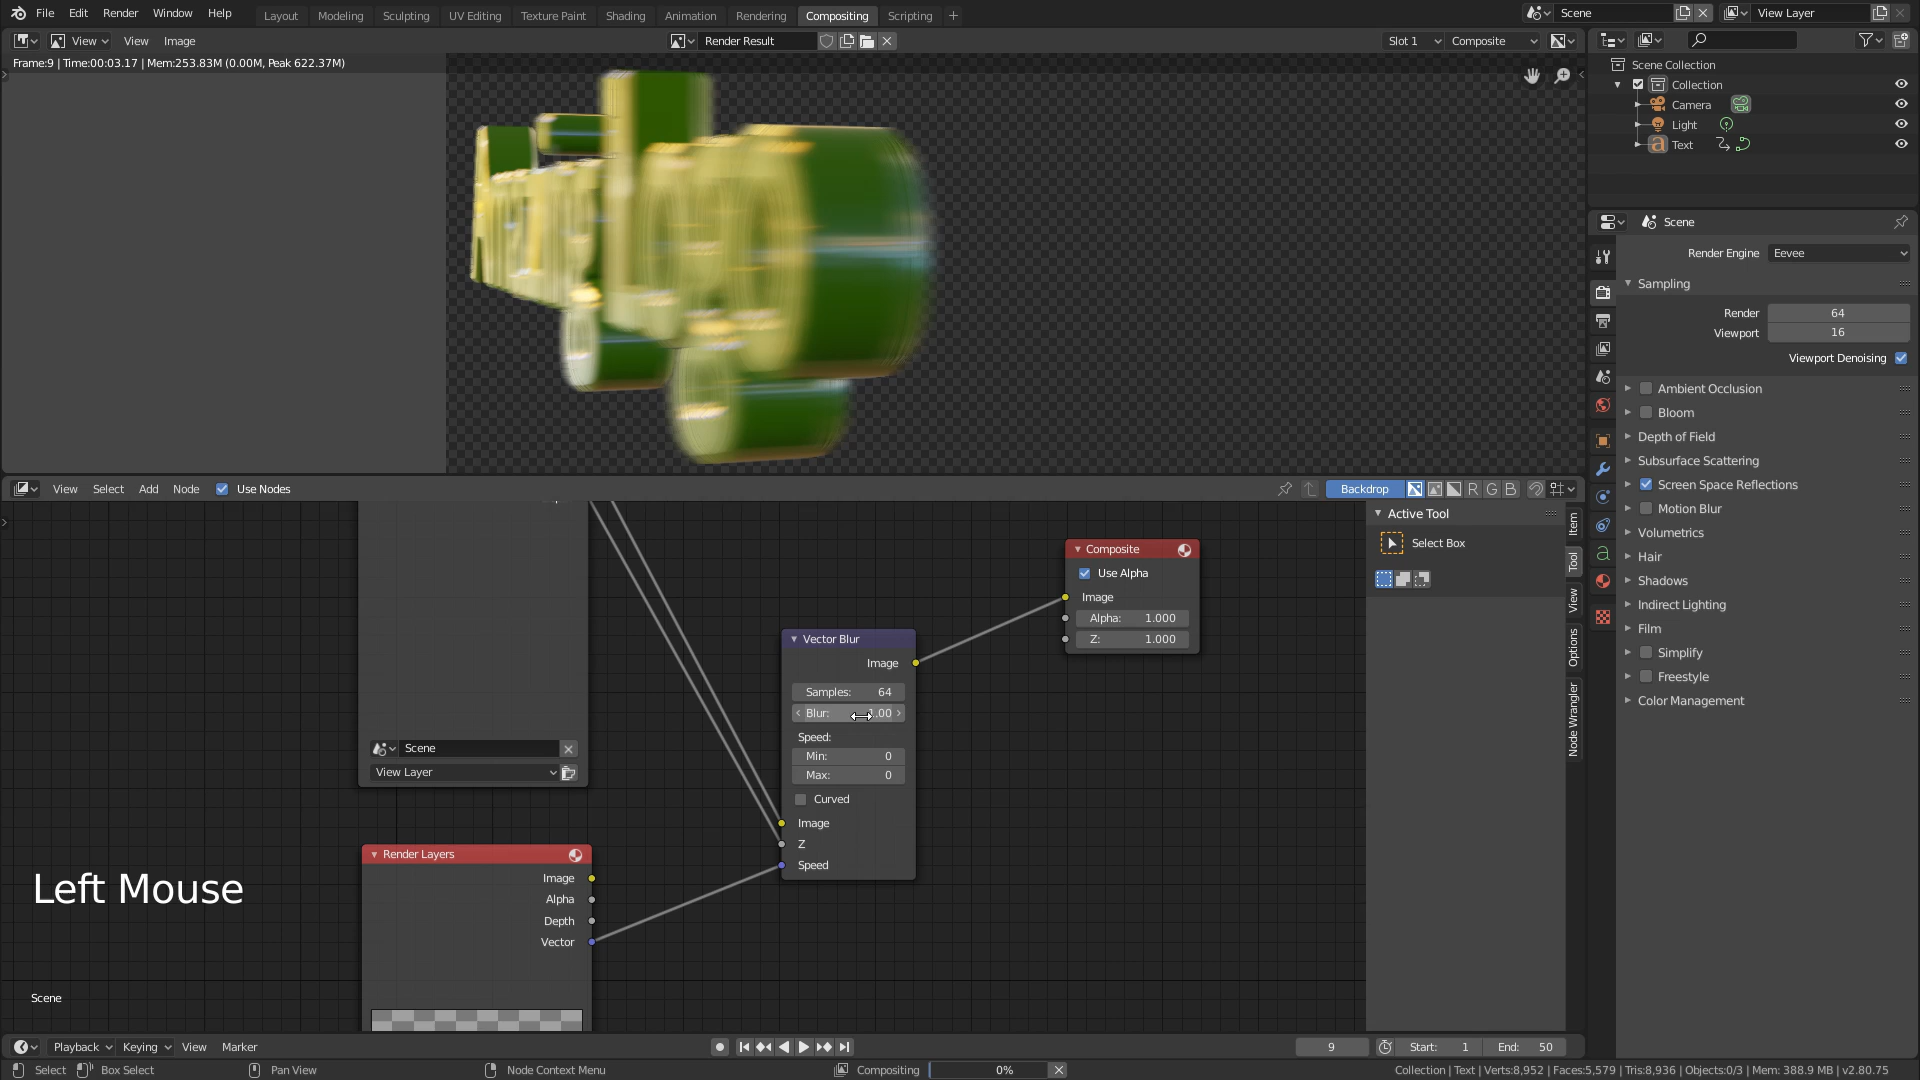 File Edit Render Window Help Layout Modeling Sculpting UV Editing Texture Paint Shading Animation Rendering Compositing Scripting + Scene View Layer
View View Image Render Result Slot 1 Composite
Frame:9 | Time:00:03.17 | Mem:253.83M (0.00M, Peak 622.37M)
Scene Collection
Collection
Camera
Light
Text
Scene
Render Engine Eevee
Sampling
Render 64
Viewport 16
Viewport Denoising
Ambient Occlusion
Bloom
Depth of Field
Subsurface Scattering
Screen Space Reflections
Motion Blur
Volumetrics
Hair
Shadows
Indirect Lighting
Film
Simplify
Freestyle
Color Management
View Select Add Node Use Nodes Backdrop R G B
Active Tool
Select Box
Item
Tool
View
Options
Node Wrangler
Composite
Use Alpha
Image
Alpha: 1.000
Z: 1.000
Vector Blur
Image
Samples: 64
Blur: 1.00
Speed:
Min: 0
Max: 0
Curved
Image
Z
Speed
Scene
View Layer
Render Layers
Image
Alpha
Depth
Vector
Left Mouse
Scene
Playback Keying View Marker 9 Start: 1 End: 50
Select Box Select Pan View Node Context Menu Compositing 0% Collection | Text | Verts:8,952 | Faces:5,579 | Tris:8,936 | Objects:0/3 | Mem: 388.9 MB | v2.80.75